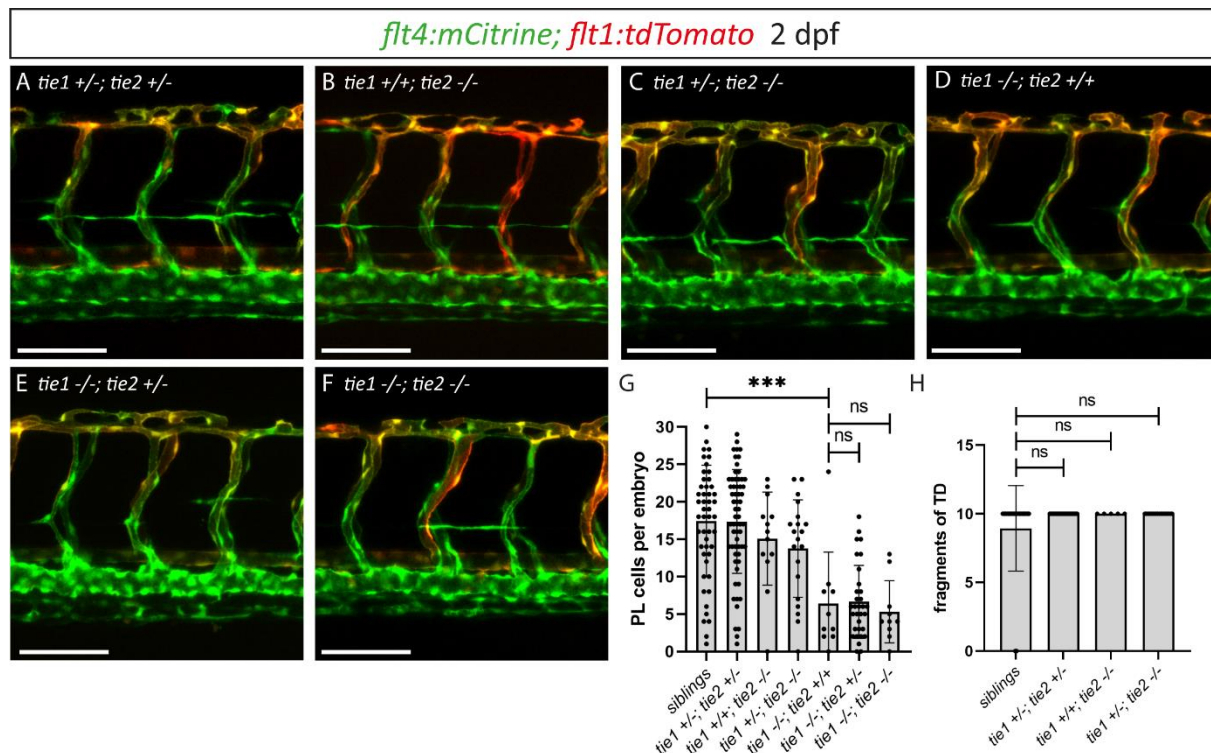 flt4:mCitrine; flt1:tdTomato 2 dpf
A tie1 +/-; tie2 +/-
B tie1 +/+; tie2 -/-
C tie1 +/-; tie2 -/-
D tie1 -/-; tie2 +/+
E tie1 -/-; tie2 +/-
F tie1 -/-; tie2 -/-
G
***
ns
ns
PL cells per embryo
30
25
20
15
10
5
0
siblings
tie1 +/-; tie2 +/-
tie1 +/+; tie2 -/-
tie1 +/-; tie2 -/-
tie1 -/-; tie2 +/+
tie1 -/-; tie2 +/-
tie1 -/-; tie2 -/-
H
ns
ns
ns
fragments of TD
15
10
5
0
siblings
tie1 +/-; tie2 +/-
tie1 +/+; tie2 -/-
tie1 +/-; tie2 -/-